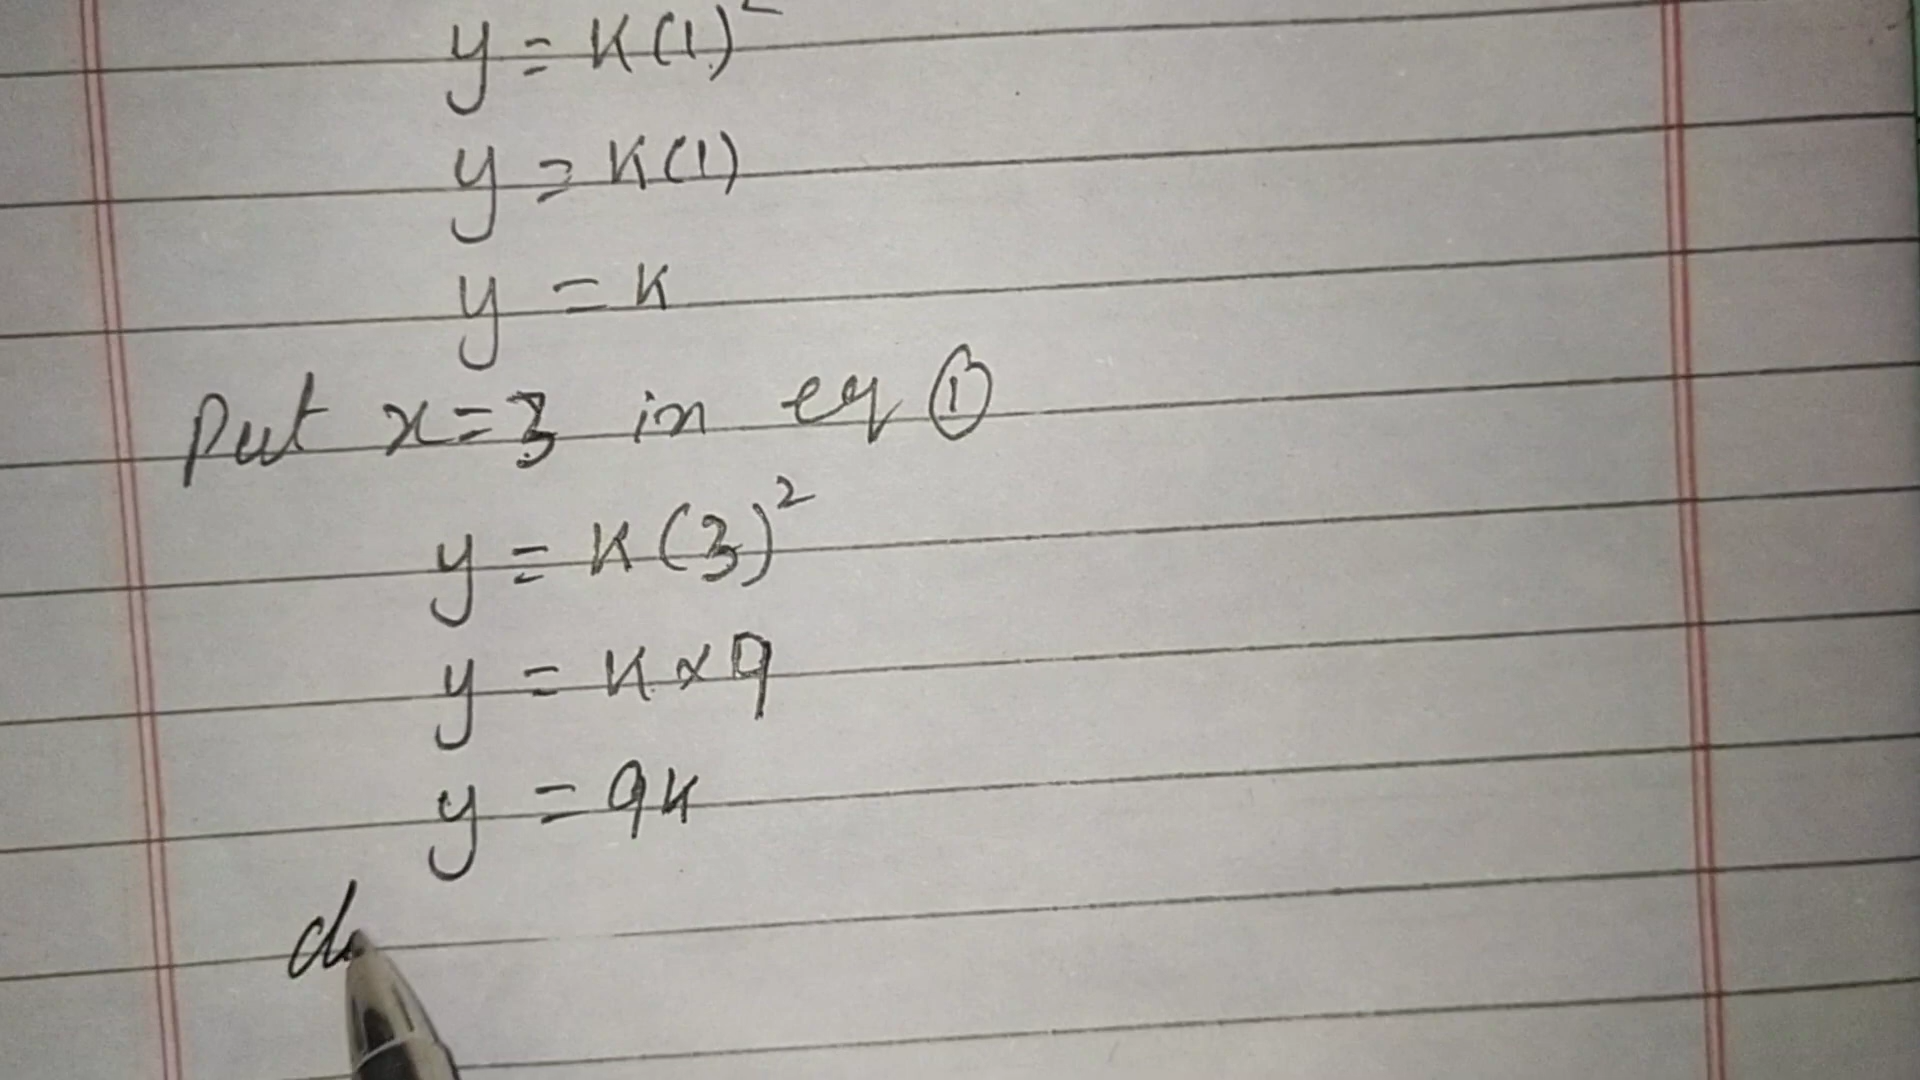 y = K(1)²
y = K(1)
y = K
Put x=3 in eq ①
y = K(3)²
y = K×9
y = 9K